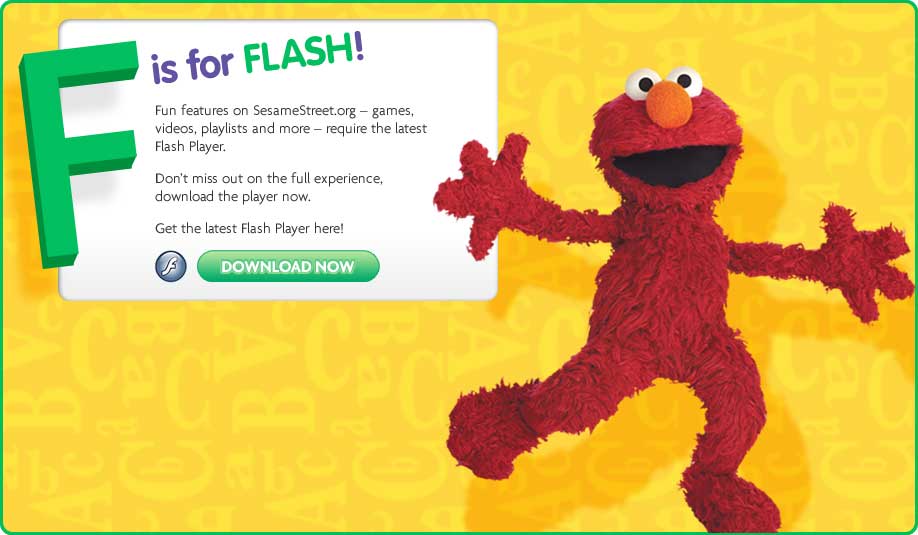 F is for FLASH!
Fun features on SesameStreet.org – games,
videos, playlists and more – require the latest
Flash Player.
Don't miss out on the full experience,
download the player now.
Get the latest Flash Player here!
DOWNLOAD NOW